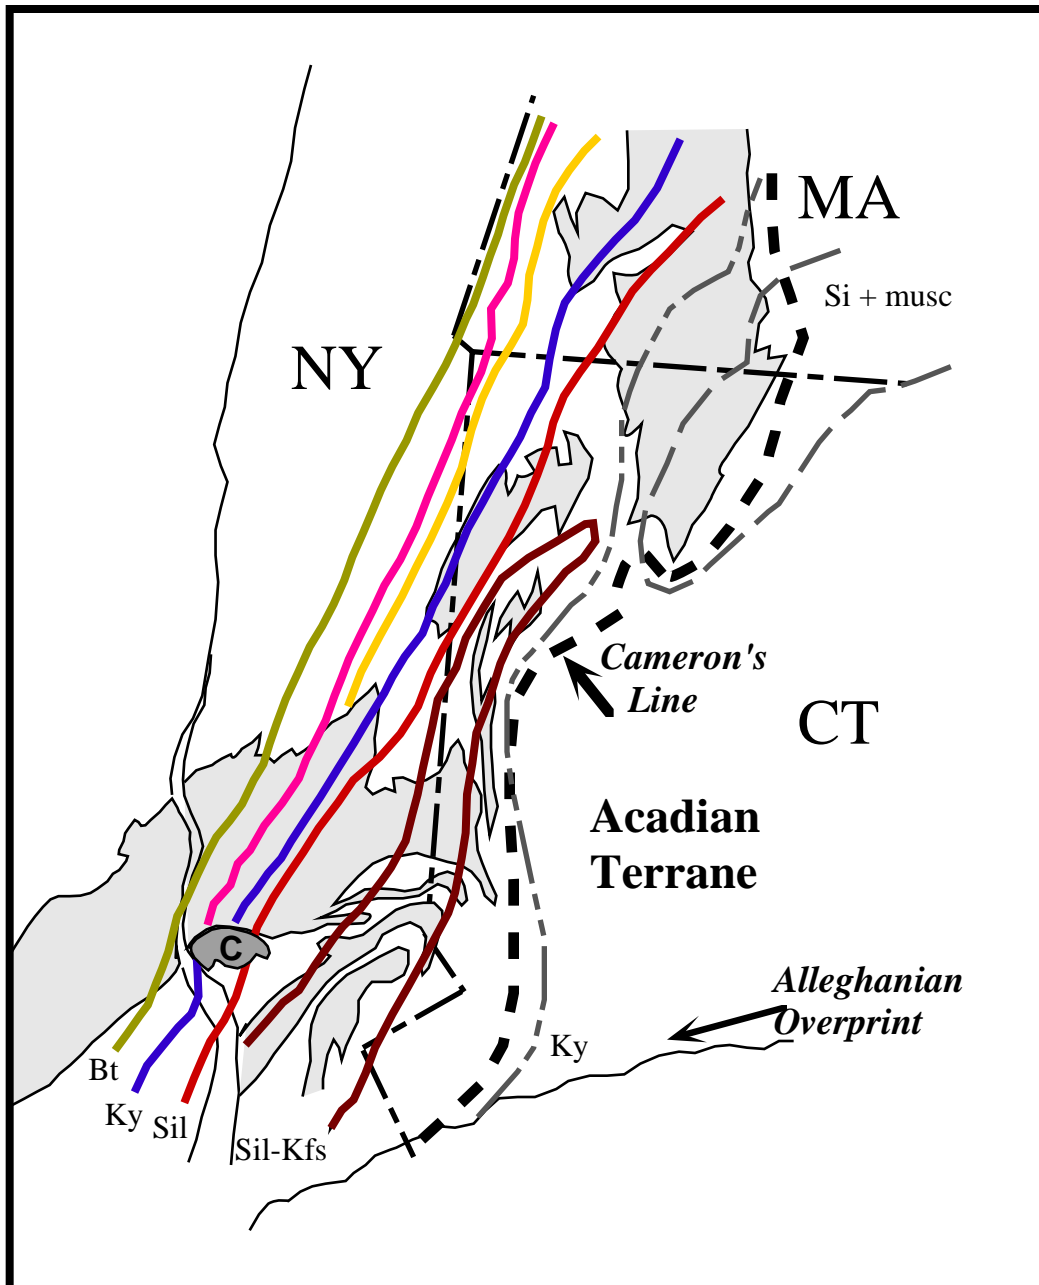 MA
Si + musc
NY
Cameron's
Line
CT
Acadian
Terrane
C
Alleghanian
Overprint
Ky
Bt
Ky
Sil
Sil-Kfs